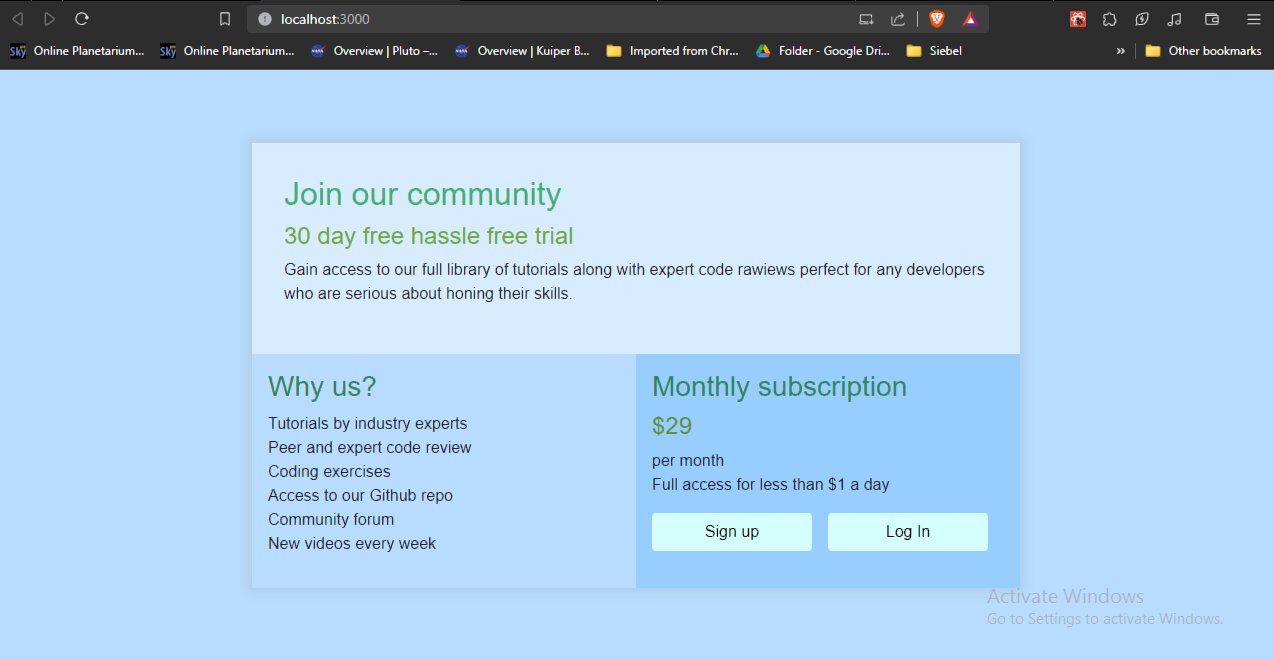 localhost:3000
Sky Online Planetarium... Sky Online Planetarium... NASA Overview | Pluto –... NASA Overview | Kuiper B... Imported from Chr... Folder - Google Dri... Siebel » Other bookmarks
Join our community
30 day free hassle free trial
Gain access to our full library of tutorials along with expert code rawiews perfect for any developers
who are serious about honing their skills.
Why us?
Tutorials by industry experts
Peer and expert code review
Coding exercises
Access to our Github repo
Community forum
New videos every week
Monthly subscription
$29
per month
Full access for less than $1 a day
Sign up Log In
Activate Windows
Go to Settings to activate Windows.